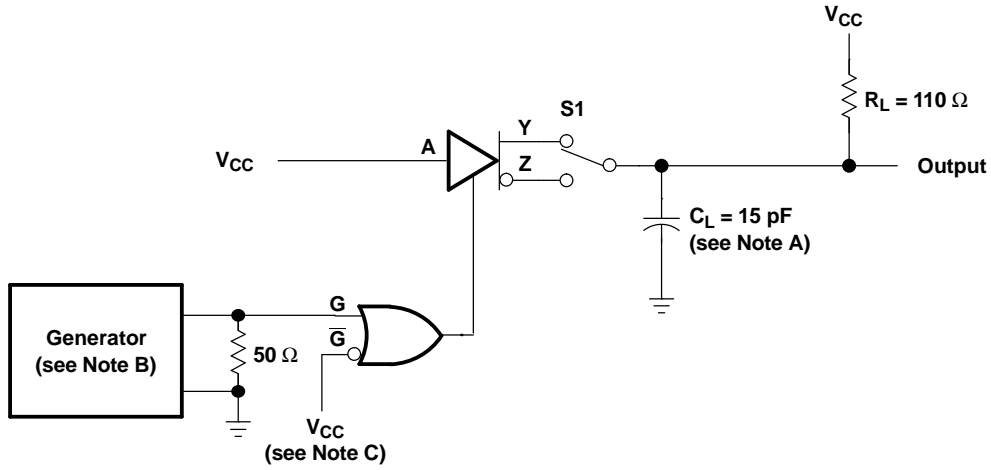 VCC
RL = 110 Ω
S1
Y
A
Z
VCC
Output
CL = 15 pF
(see Note A)
G
Generator
(see Note B)
G̅
50 Ω
VCC
(see Note C)